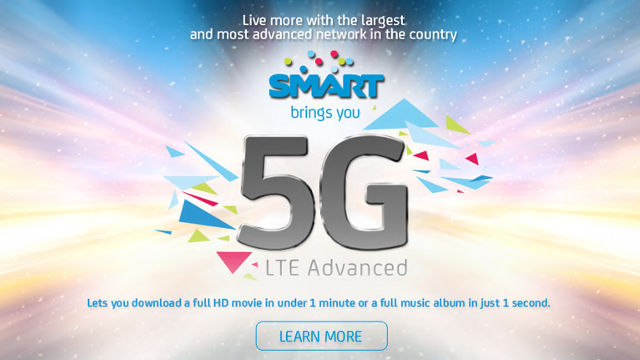 Live more with the largest
and most advanced network in the country
SMART
brings you
5G
LTE Advanced
Lets you download a full HD movie in under 1 minute or a full music album in just 1 second.
LEARN MORE